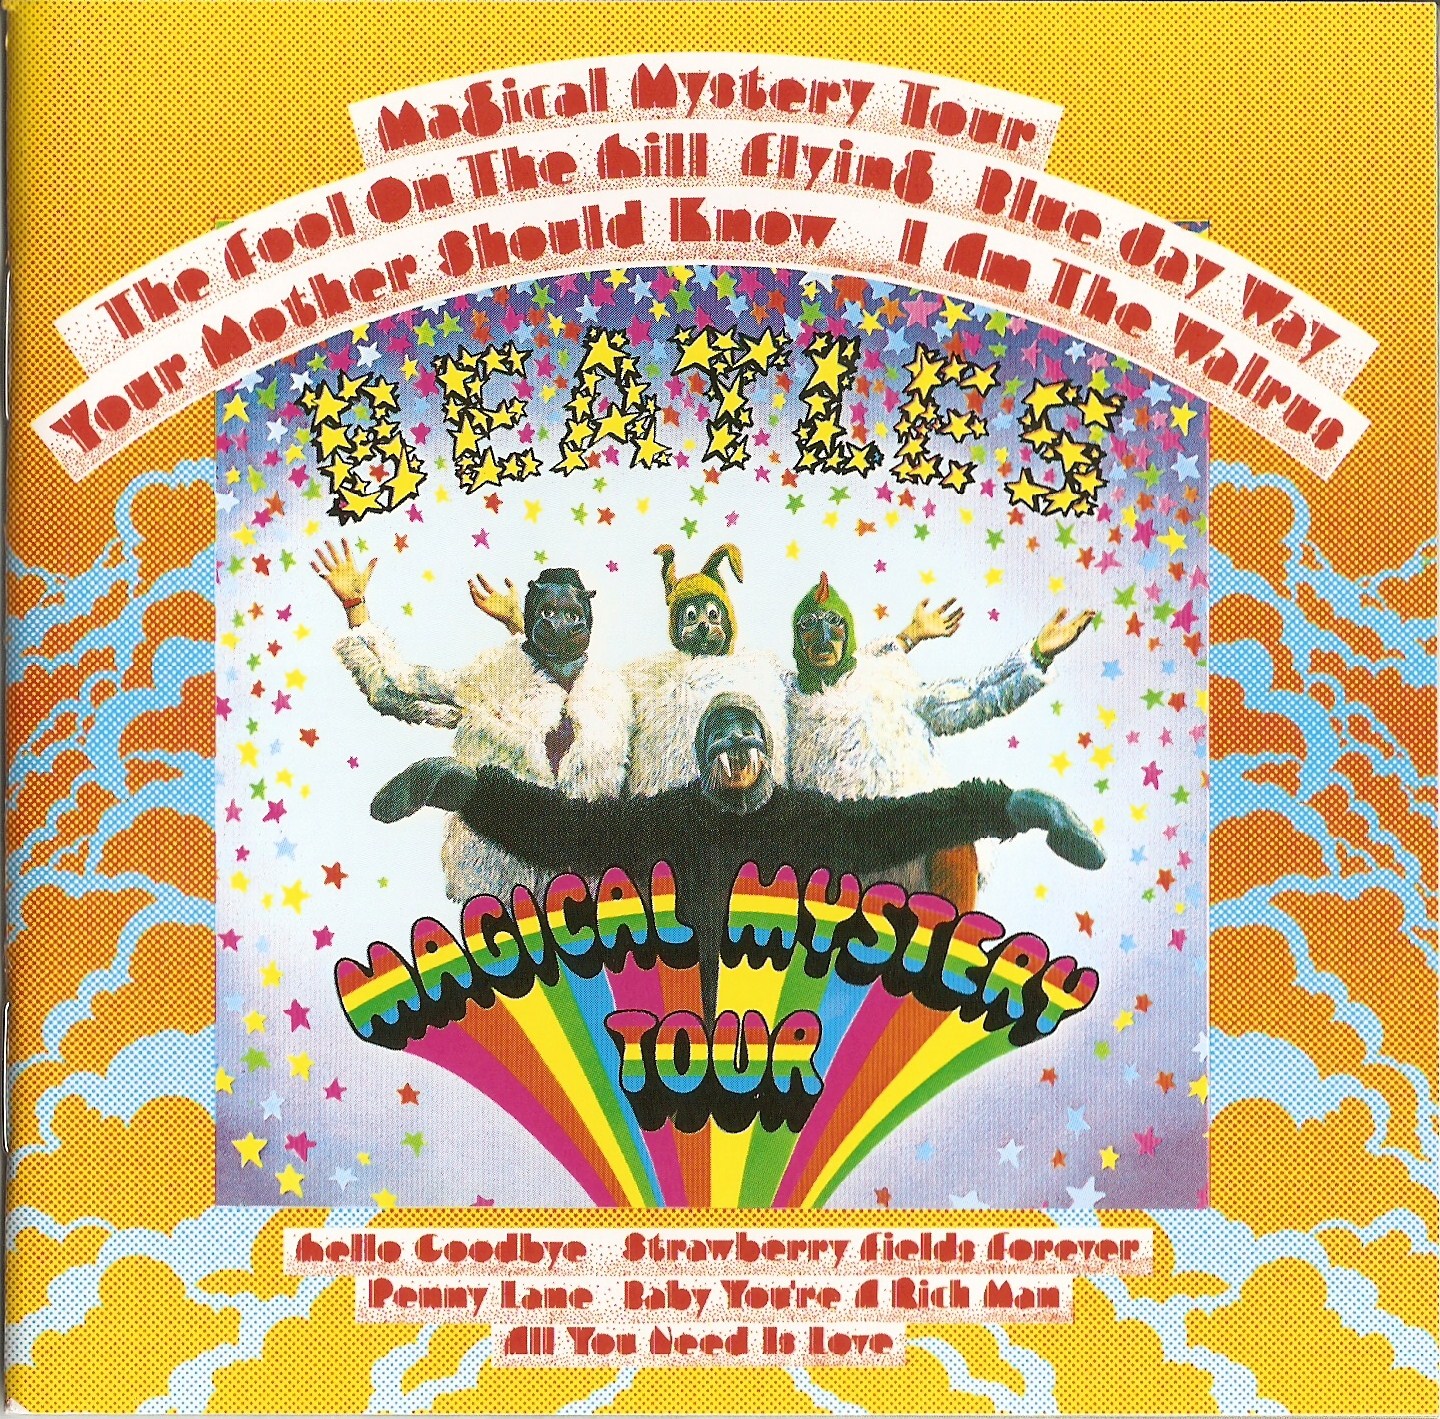 Magical Mystery Tour
The Fool On The Hill Flying Blue Jay Way
Your Mother Should Know I Am The Walrus
BEATLES
MAGICAL MYSTERY
TOUR
Hello Goodbye Strawberry Fields Forever
Penny Lane Baby You're A Rich Man
All You Need Is Love